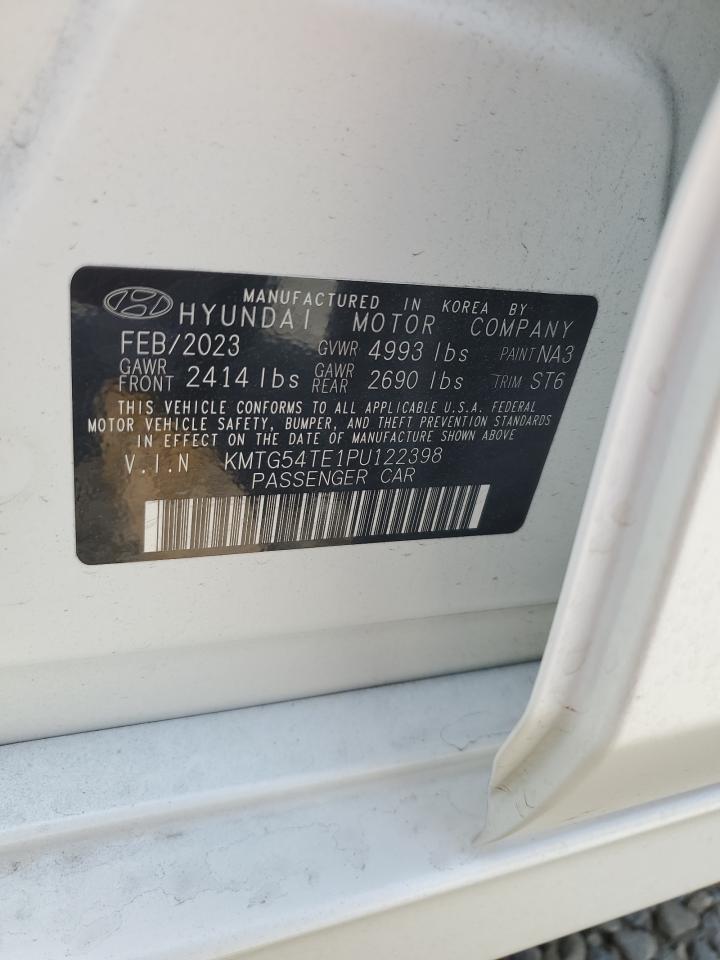 MANUFACTURED IN KOREA BY
HYUNDAI MOTOR COMPANY
FEB/2023 GVWR 4993 lbs PAINT NA3
GAWR FRONT 2414 lbs GAWR REAR 2690 lbs TRIM ST6
THIS VEHICLE CONFORMS TO ALL APPLICABLE U.S.A. FEDERAL
MOTOR VEHICLE SAFETY, BUMPER, AND THEFT PREVENTION STANDARDS
IN EFFECT ON THE DATE OF MANUFACTURE SHOWN ABOVE
V.I.N KMTG54TE1PU122398
PASSENGER CAR